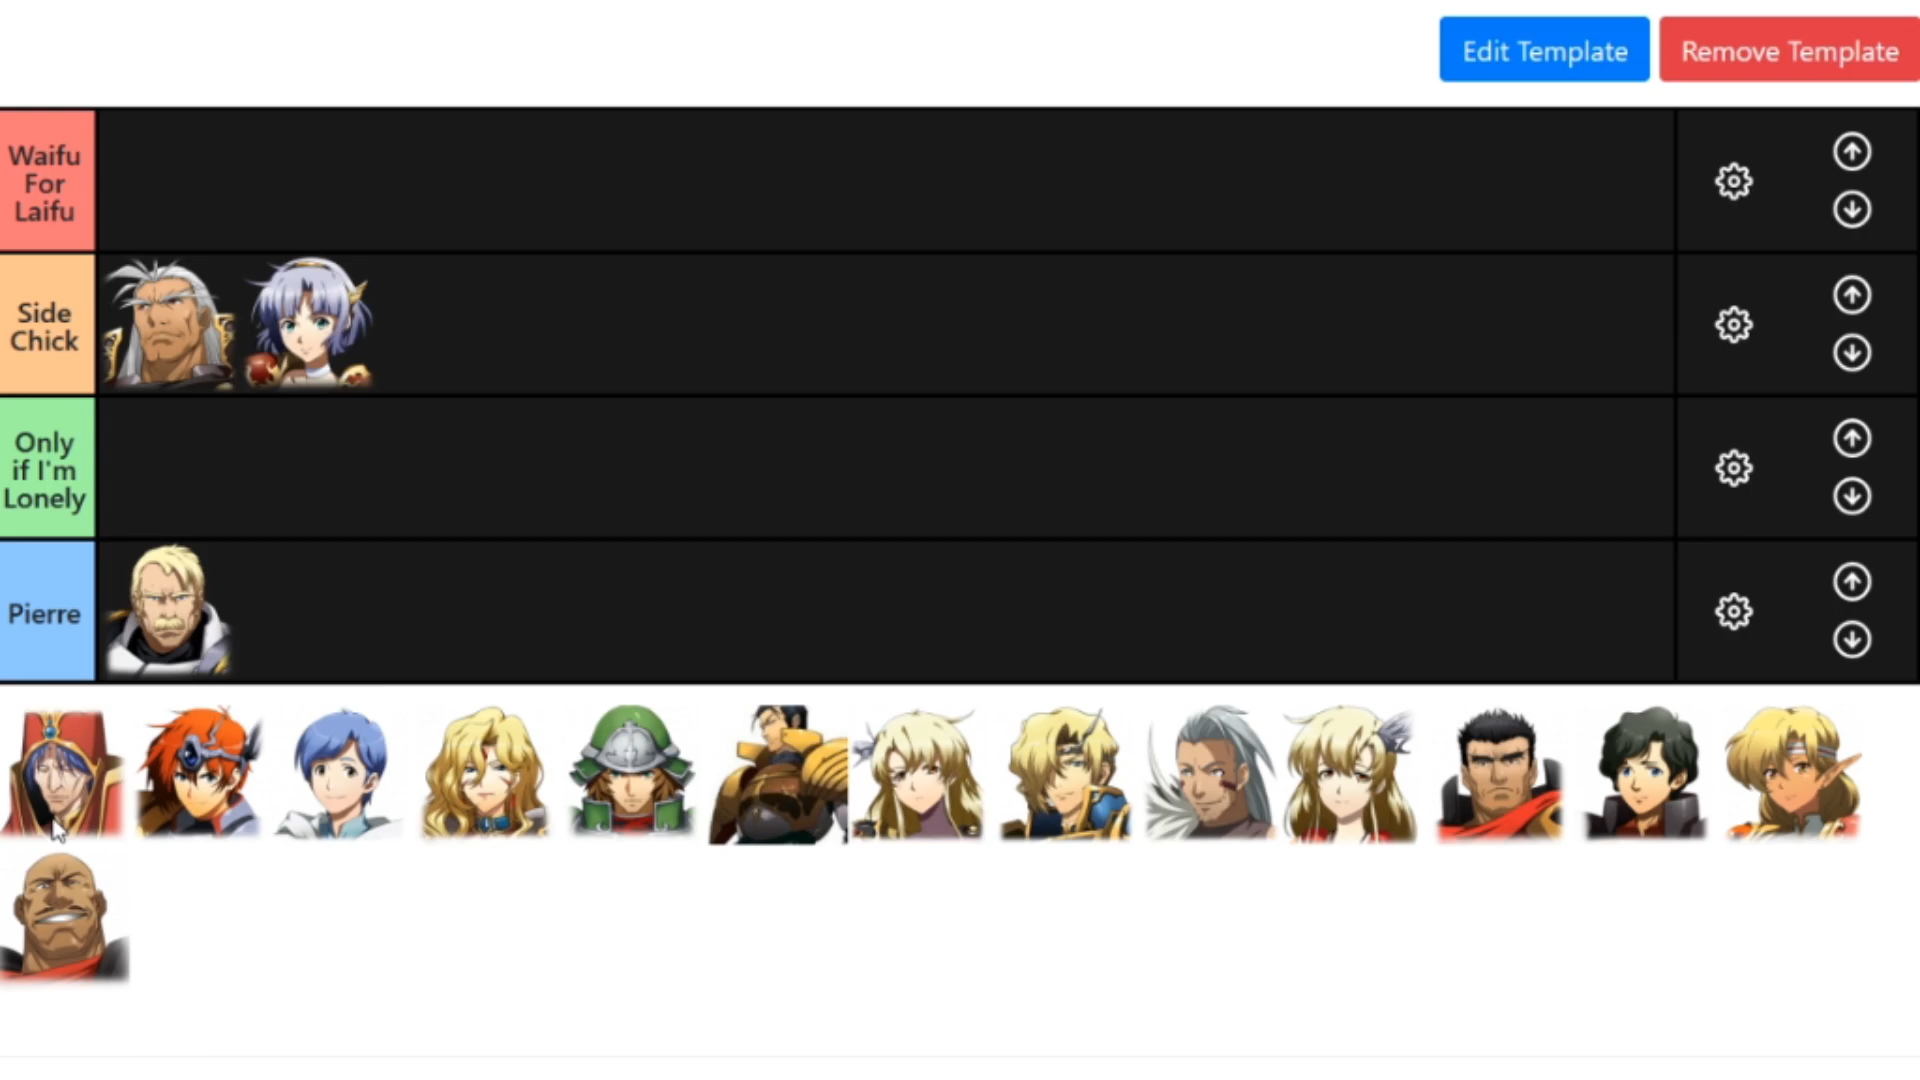 Edit Template
Remove Template
Waifu
For
Laifu
Side
Chick
Only
if I'm
Lonely
Pierre